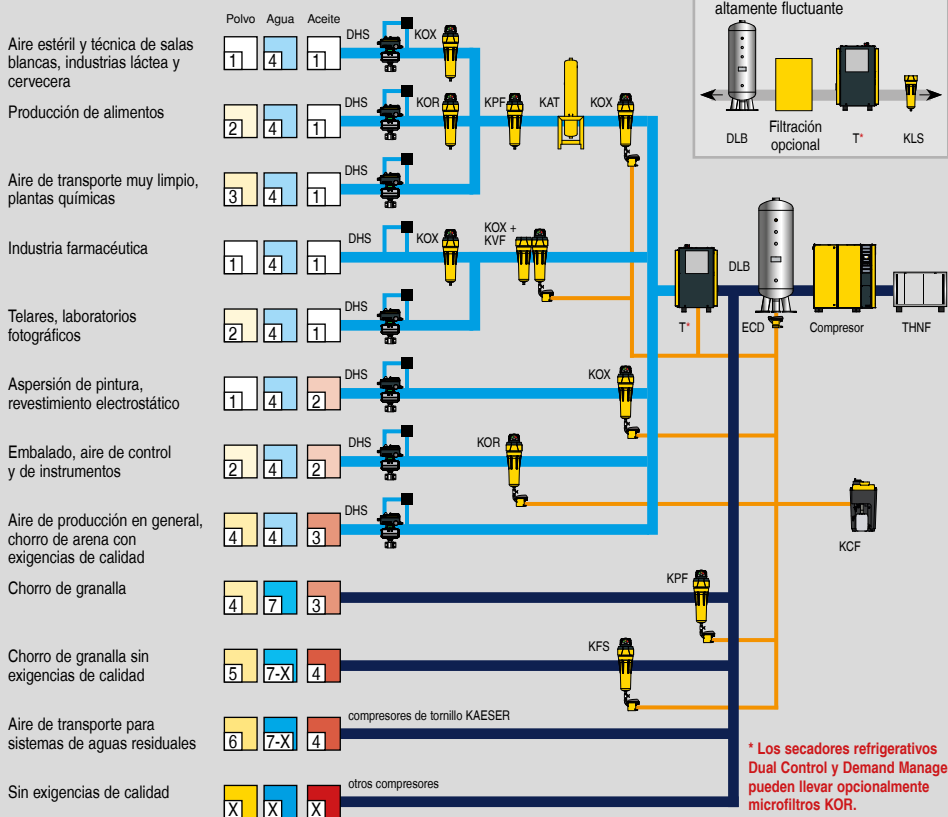 altamente fluctuante
DLB
Filtración
opcional
T*
KLS
Polvo Agua Aceite
Aire estéril y técnica de salas
blancas, industrias láctea y
cervecera
1 4 1
DHS
KOX
Producción de alimentos
2 4 1
DHS
KOR
KPF
KAT
KOX
Aire de transporte muy limpio,
plantas químicas
3 4 1
DHS
Industria farmacéutica
1 4 1
DHS
KOX
KOX +
KVF
Telares, laboratorios
fotográficos
2 4 1
DHS
T*
DLB
ECD
Compresor
THNF
Aspersión de pintura,
revestimiento electrostático
1 4 2
DHS
KOX
Embalado, aire de control
y de instrumentos
2 4 2
DHS
KOR
Aire de producción en general,
chorro de arena con
exigencias de calidad
4 4 3
DHS
KCF
Chorro de granalla
4 7 3
KPF
Chorro de granalla sin
exigencias de calidad
5 7-X 4
KFS
Aire de transporte para
sistemas de aguas residuales
6 7-X 4
compresores de tornillo KAESER
Sin exigencias de calidad
X X X
otros compresores
* Los secadores refrigerativos
Dual Control y Demand Manage
pueden llevar opcionalmente
microfiltros KOR.